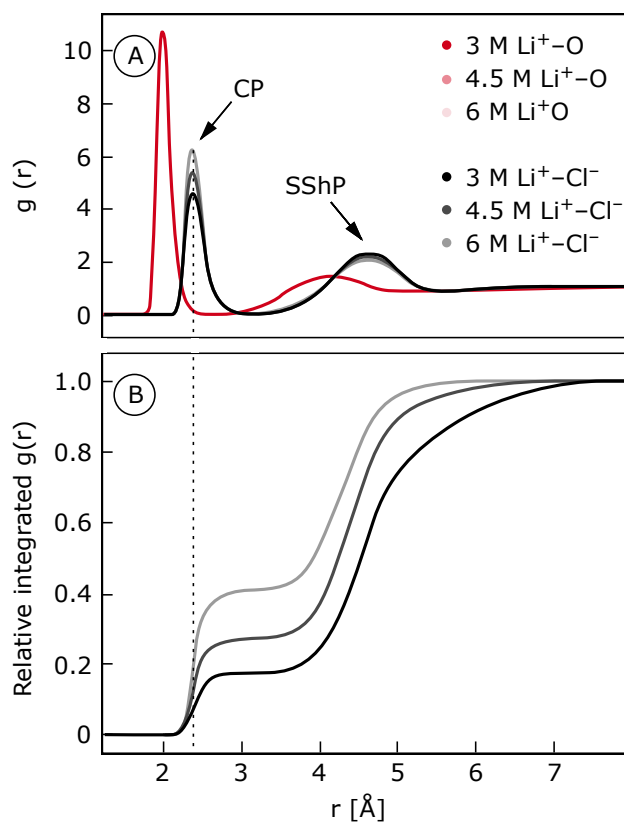 A
CP
SShP
3 M Li⁺–O
4.5 M Li⁺–O
6 M Li⁺O
3 M Li⁺–Cl⁻
4.5 M Li⁺–Cl⁻
6 M Li⁺–Cl⁻
10
8
6
4
2
0
g (r)
B
1.0
0.8
0.6
0.4
0.2
0
Relative integrated g(r)
2 3 4 5 6 7
r [Å]